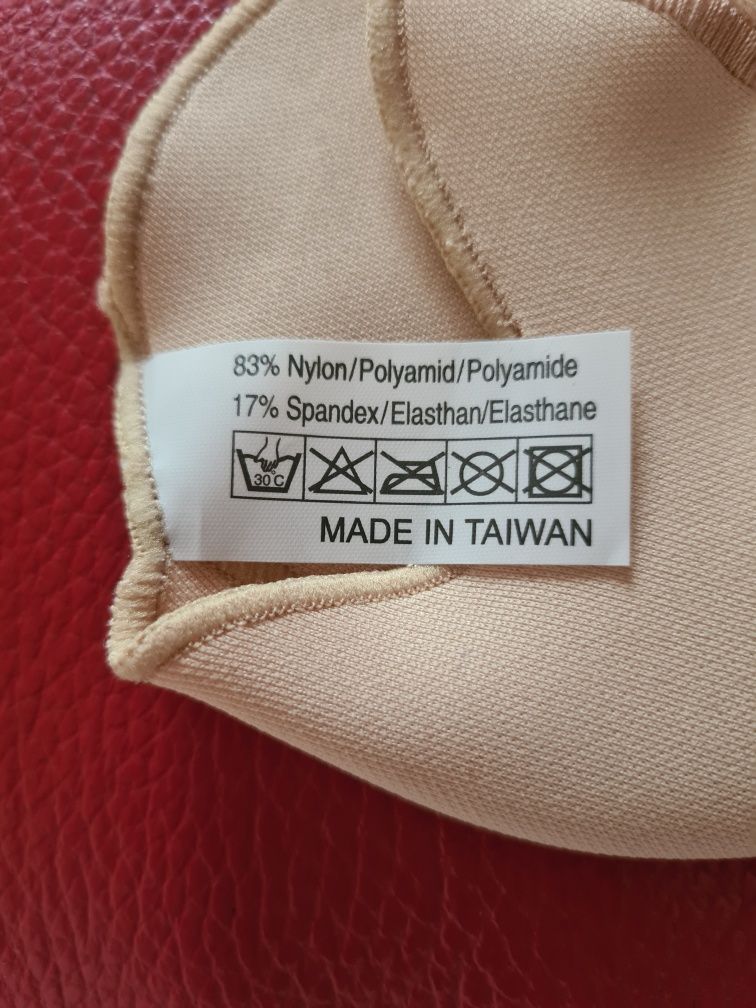 83% Nylon/Polyamid/Polyamide
17% Spandex/Elasthan/Elasthane
30 C
MADE IN TAIWAN